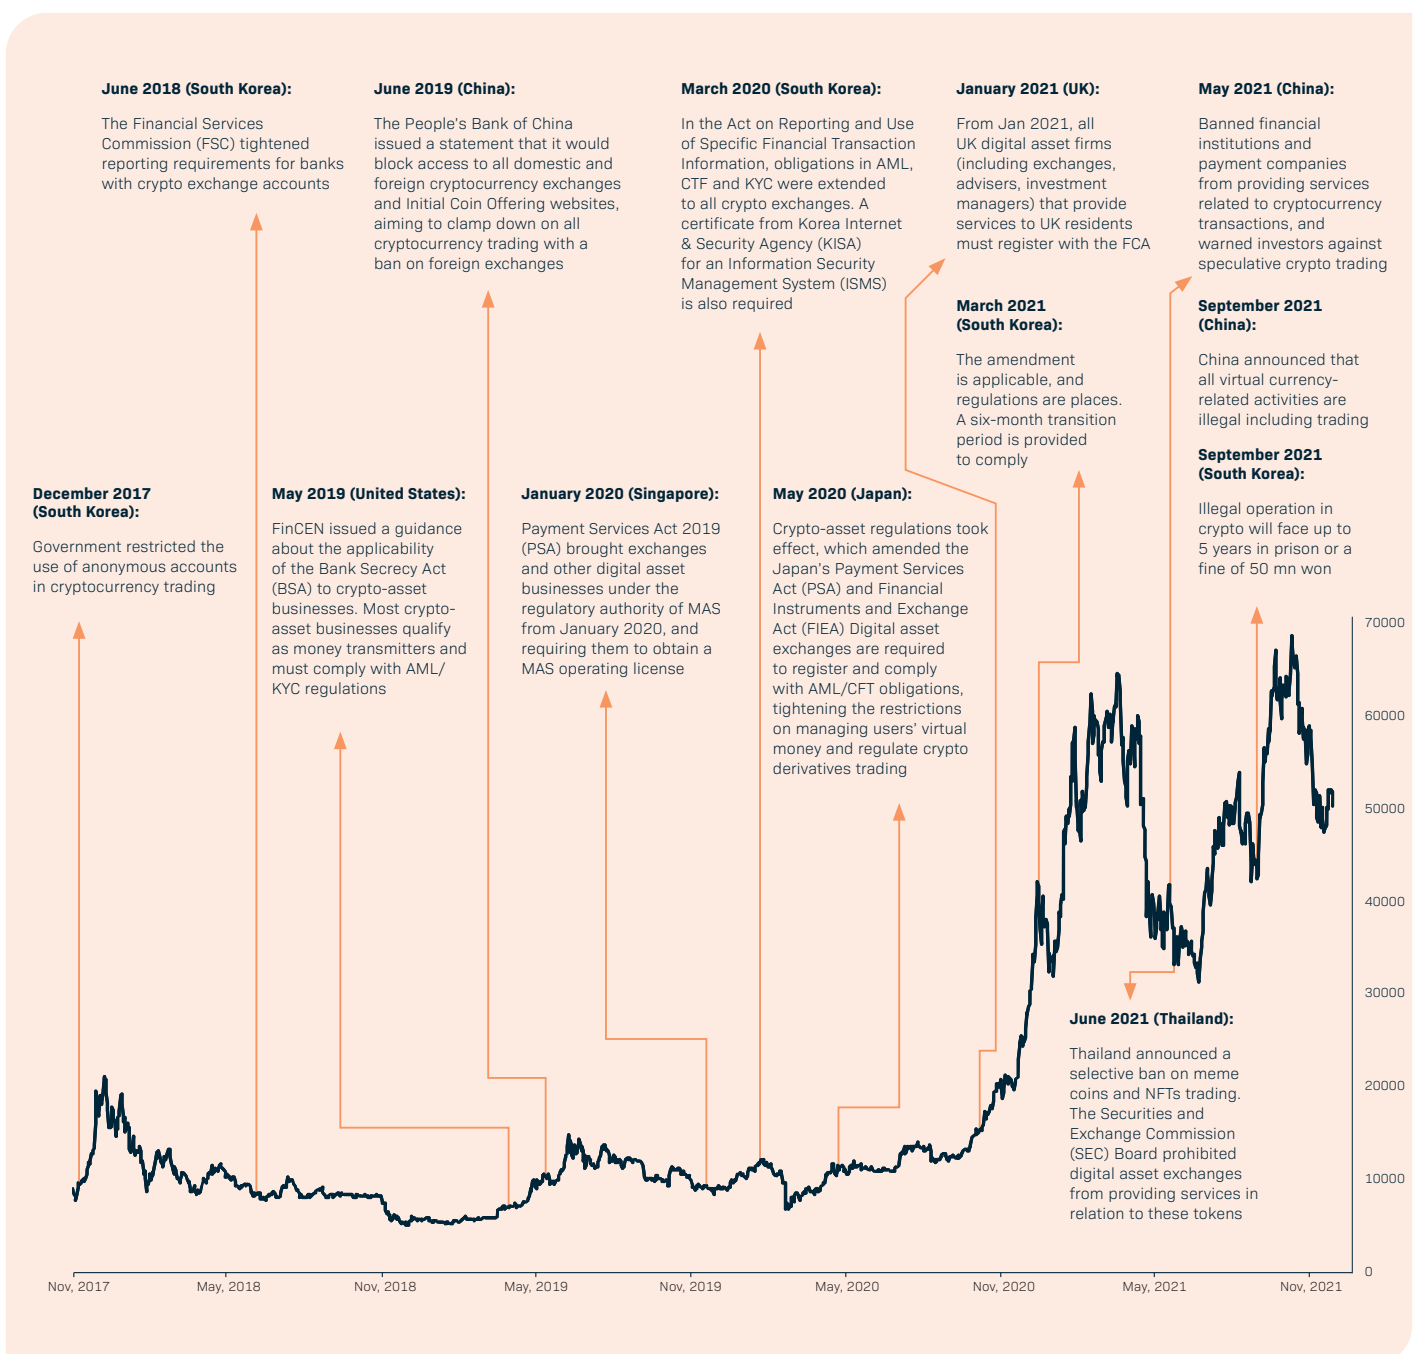 June 2018 (South Korea):
The Financial Services
Commission (FSC) tightened
reporting requirements for banks
with crypto exchange accounts
June 2019 (China):
The People's Bank of China
issued a statement that it would
block access to all domestic and
foreign cryptocurrency exchanges
and Initial Coin Offering websites,
aiming to clamp down on all
cryptocurrency trading with a
ban on foreign exchanges
March 2020 (South Korea):
In the Act on Reporting and Use
of Specific Financial Transaction
Information, obligations in AML,
CTF and KYC were extended
to all crypto exchanges. A
certificate from Korea Internet
& Security Agency (KISA)
for an Information Security
Management System (ISMS)
is also required
January 2021 (UK):
From Jan 2021, all
UK digital asset firms
(including exchanges,
advisers, investment
managers) that provide
services to UK residents
must register with the FCA
May 2021 (China):
Banned financial
institutions and
payment companies
from providing services
related to cryptocurrency
transactions, and
warned investors against
speculative crypto trading
March 2021
(South Korea):
The amendment
is applicable, and
regulations are places.
A six-month transition
period is provided
to comply
September 2021
(China):
China announced that
all virtual currency-
related activities are
illegal including trading
September 2021
(South Korea):
Illegal operation in
crypto will face up to
5 years in prison or a
fine of 50 mn won
December 2017
(South Korea):
Government restricted the
use of anonymous accounts
in cryptocurrency trading
May 2019 (United States):
FinCEN issued a guidance
about the applicability
of the Bank Secrecy Act
(BSA) to crypto-asset
businesses. Most crypto-
asset businesses qualify
as money transmitters and
must comply with AML/
KYC regulations
January 2020 (Singapore):
Payment Services Act 2019
(PSA) brought exchanges
and other digital asset
businesses under the
regulatory authority of MAS
from January 2020, and
requiring them to obtain a
MAS operating license
May 2020 (Japan):
Crypto-asset regulations took
effect, which amended the
Japan's Payment Services
Act (PSA) and Financial
Instruments and Exchange
Act (FIEA) Digital asset
exchanges are required
to register and comply
with AML/CFT obligations,
tightening the restrictions
on managing users' virtual
money and regulate crypto
derivatives trading
June 2021 (Thailand):
Thailand announced a
selective ban on meme
coins and NFTs trading.
The Securities and
Exchange Commission
(SEC) Board prohibited
digital asset exchanges
from providing services in
relation to these tokens
70000
60000
50000
40000
30000
20000
10000
0
Nov, 2017
May, 2018
Nov, 2018
May, 2019
Nov, 2019
May, 2020
Nov, 2020
May, 2021
Nov, 2021